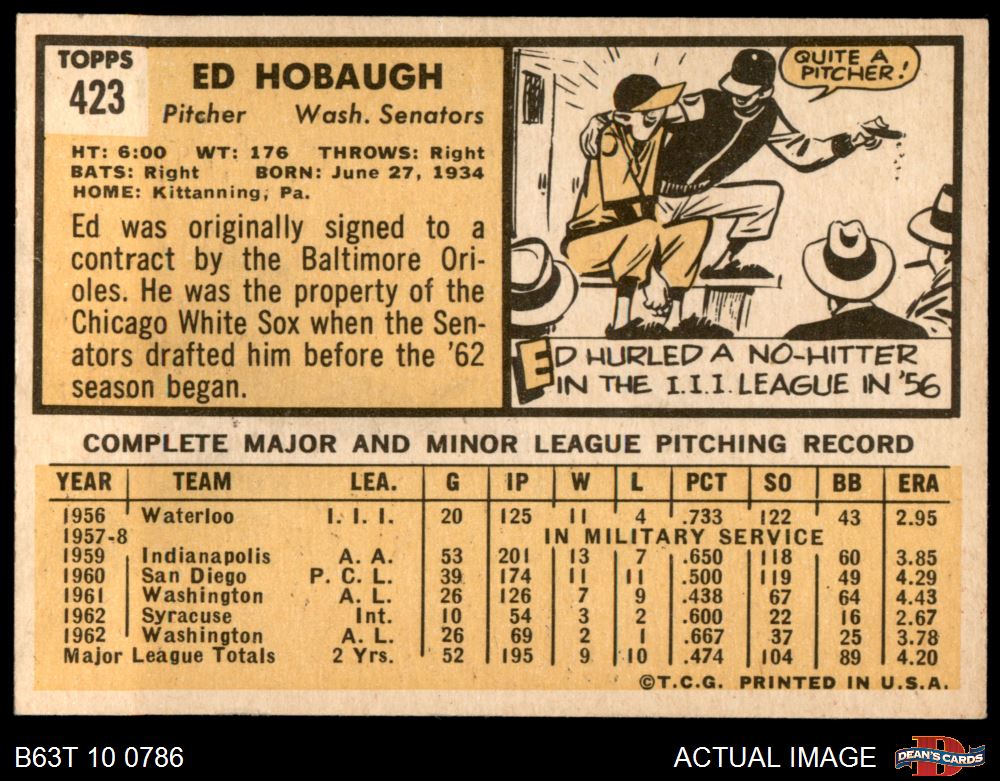 TOPPS
423
ED HOBAUGH
Pitcher Wash. Senators
HT: 6:00 WT: 176 THROWS: Right
BATS: Right BORN: June 27, 1934
HOME: Kittanning, Pa.
Ed was originally signed to a
contract by the Baltimore Ori-
oles. He was the property of the
Chicago White Sox when the Sen-
ators drafted him before the '62
season began.
QUITE A
PITCHER!
ED HURLED A NO-HITTER
IN THE I.I.I. LEAGUE IN '56
COMPLETE MAJOR AND MINOR LEAGUE PITCHING RECORD
YEAR TEAM LEA. G IP W L PCT SO BB ERA
1956 Waterloo I. I. I. 20 125 11 4 .733 122 43 2.95
1957-8 IN MILITARY SERVICE
1959 Indianapolis A. A. 53 201 13 7 .650 118 60 3.85
1960 San Diego P. C. L. 39 174 11 11 .500 119 49 4.29
1961 Washington A. L. 26 126 7 9 .438 67 64 4.43
1962 Syracuse Int. 10 54 3 2 .600 22 16 2.67
1962 Washington A. L. 26 69 2 1 .667 37 25 3.78
Major League Totals 2 Yrs. 52 195 9 10 .474 104 89 4.20
©T.C.G. PRINTED IN U.S.A.
B63T 10 0786
ACTUAL IMAGE
D
DEAN'S CARDS